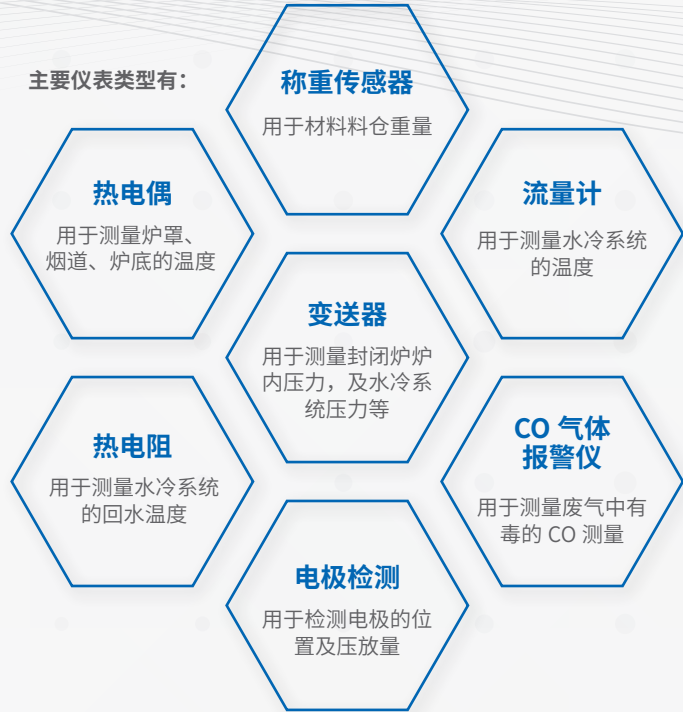 主要仪表类型有：
称重传感器
用于材料料仓重量
热电偶
用于测量炉罩、
烟道、炉底的温度
流量计
用于测量水冷系统
的温度
变送器
用于测量封闭炉炉
内压力，及水冷系
统压力等
热电阻
用于测量水冷系统
的回水温度
CO 气体
报警仪
用于测量废气中有
毒的 CO 测量
电极检测
用于检测电极的位
置及压放量